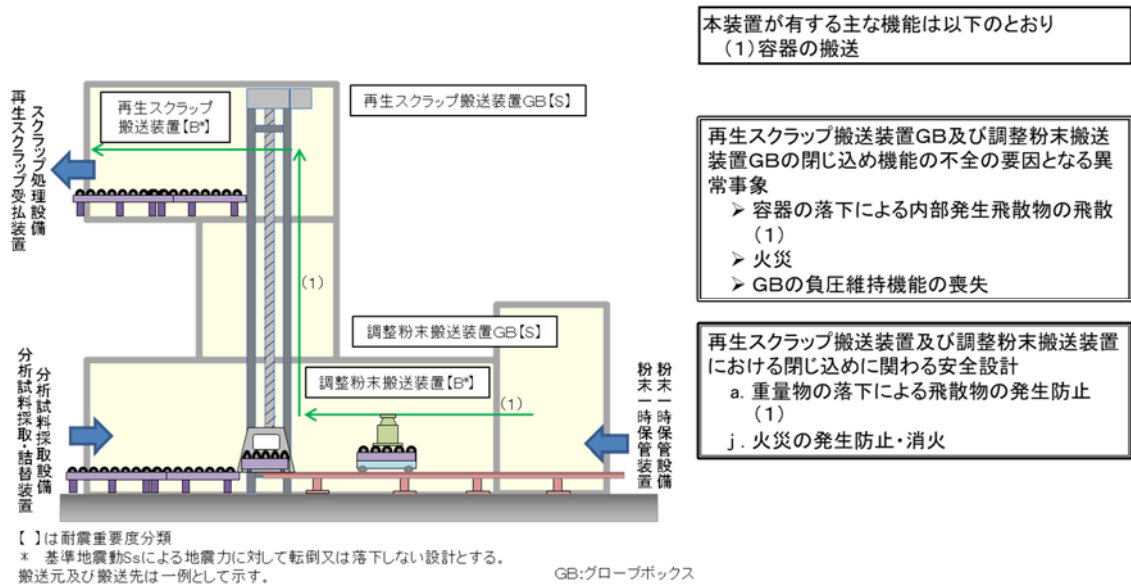 本装置が有する主な機能は以下のとおり
(1)容器の搬送
再生スクラップ搬送装置GB【S】
再生スクラップ
搬送装置【B*】
スクラップ処理設備
再生スクラップ受払装置
再生スクラップ搬送装置GB及び調整粉末搬送
装置GBの閉じ込め機能の不全の要因となる異
常事象
➢ 容器の落下による内部発生飛散物の飛散
(1)
➢ 火災
➢ GBの負圧維持機能の喪失
(1)
調整粉末搬送装置GB【S】
調整粉末搬送装置【B*】
(1)
分析試料採取設備
分析試料採取・詰替装置
粉末一時保管設備
粉末一時保管装置
再生スクラップ搬送装置及び調整粉末搬送装置
における閉じ込めに関わる安全設計
a. 重量物の落下による飛散物の発生防止
(1)
j. 火災の発生防止・消火
【 】は耐震重要度分類
* 基準地震動Ssによる地震力に対して転倒又は落下しない設計とする。
搬送元及び搬送先は一例として示す。
GB:グローブボックス